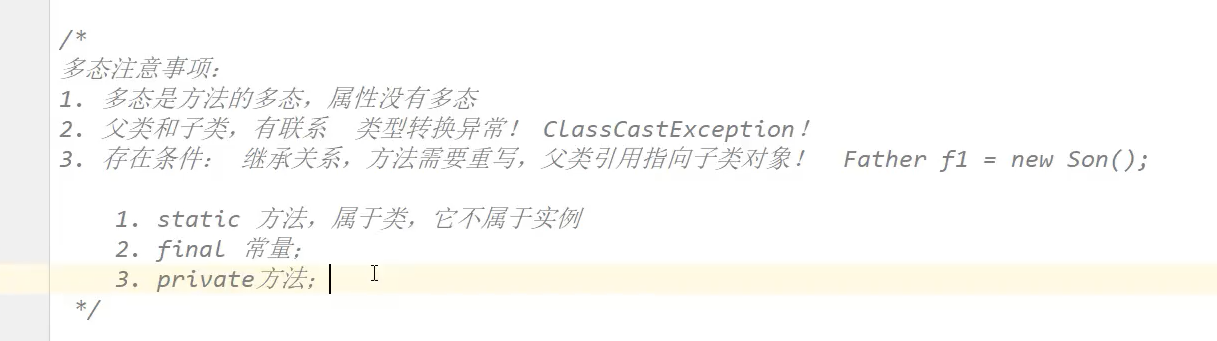 /*
多态注意事项：
1. 多态是方法的多态，属性没有多态
2. 父类和子类，有联系 类型转换异常！ ClassCastException！
3. 存在条件： 继承关系，方法需要重写，父类引用指向子类对象！ Father f1 = new Son();
1. static 方法，属于类，它不属于实例
2. final 常量；
3. private方法；
*/